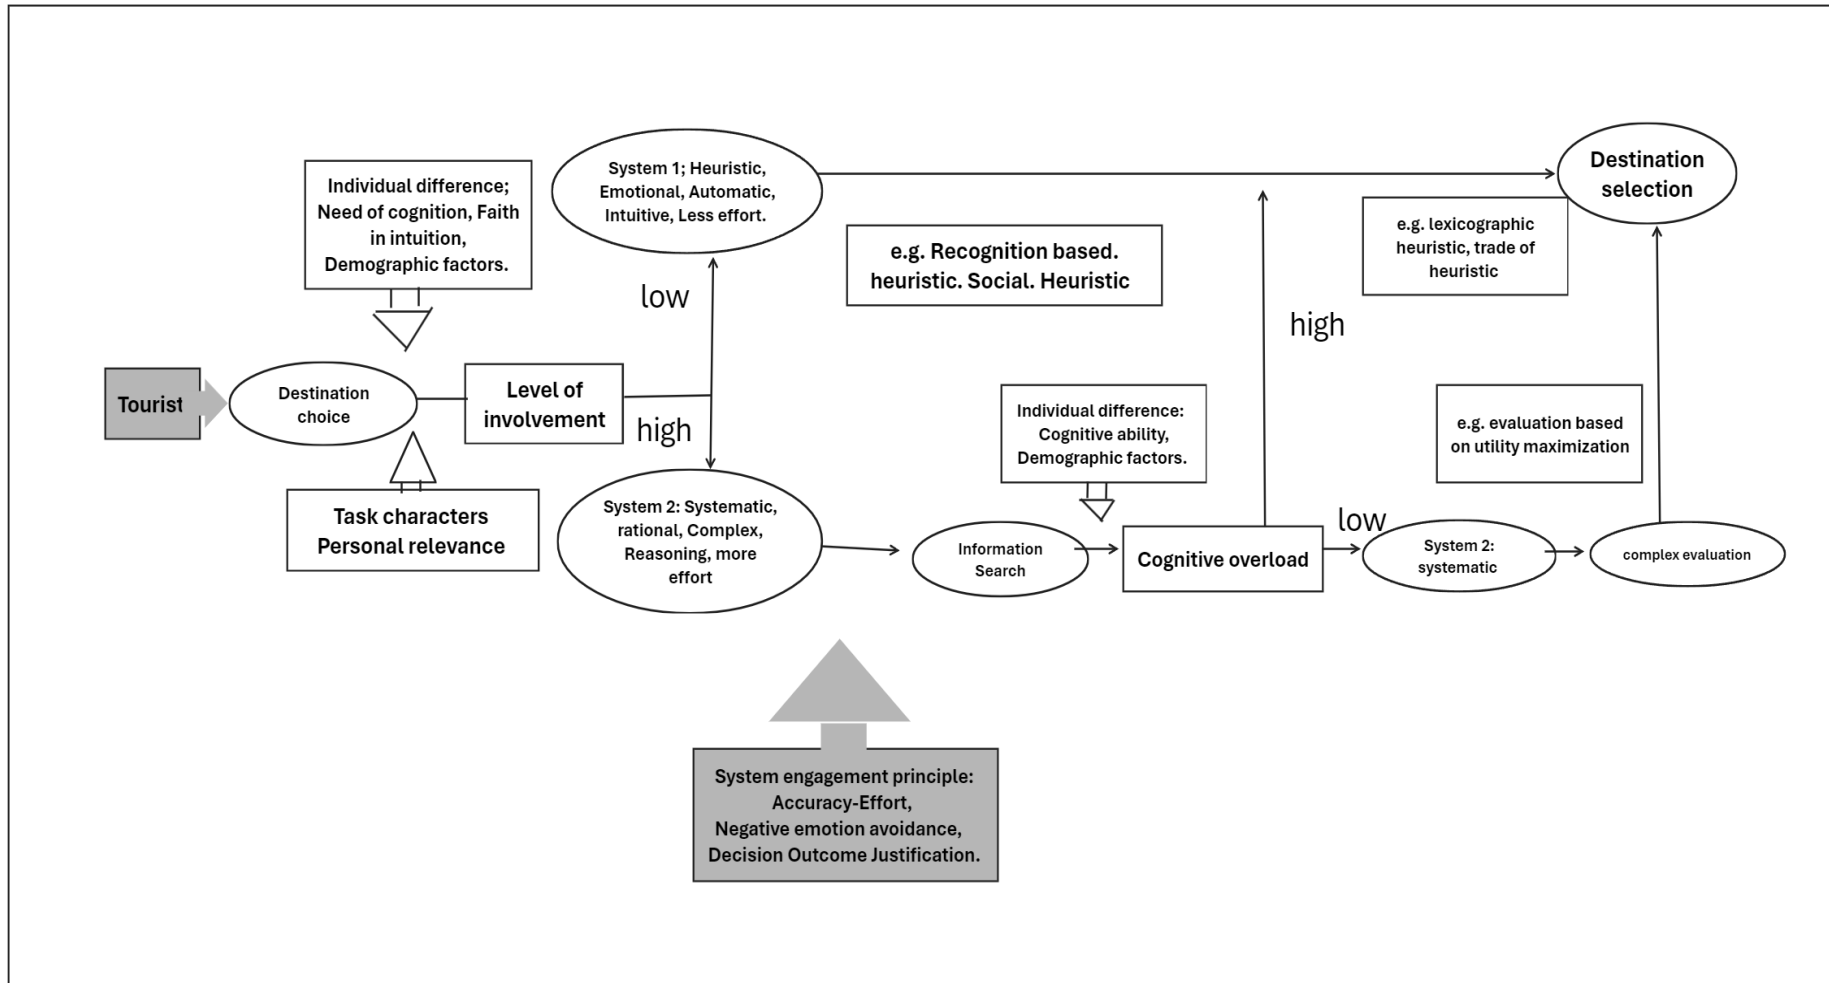 Tourist
Destination
choice
Individual difference;
Need of cognition, Faith
in intuition,
Demographic factors.
Task characters
Personal relevance
Level of
involvement
low
high
System 1; Heuristic,
Emotional, Automatic,
Intuitive, Less effort.
System 2: Systematic,
rational, Complex,
Reasoning, more
effort
e.g. Recognition based.
heuristic. Social. Heuristic
Information
Search
Individual difference:
Cognitive ability,
Demographic factors.
Cognitive overload
high
low
System 2:
systematic
complex evaluation
e.g. evaluation based
on utility maximization
e.g. lexicographic
heuristic, trade of
heuristic
Destination
selection
System engagement principle:
Accuracy-Effort,
Negative emotion avoidance,
Decision Outcome Justification.